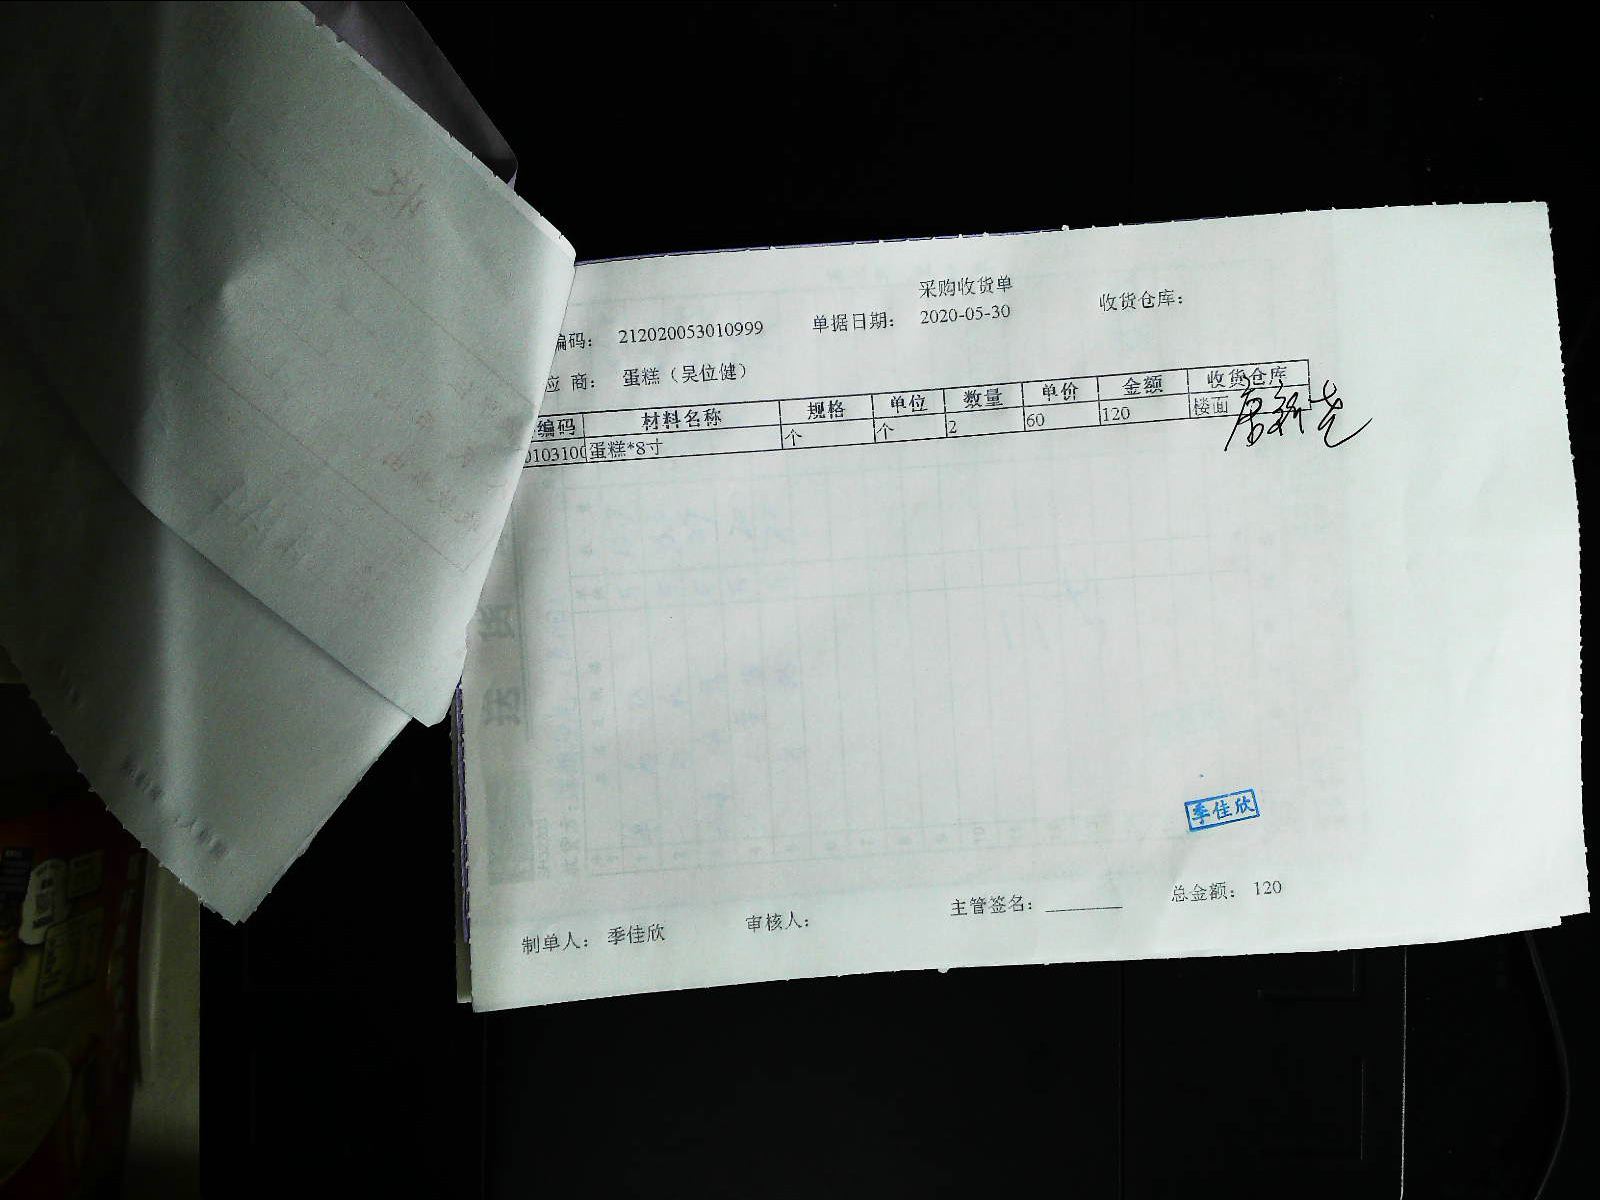 采购收货单
编码： 212020053010999 单据日期： 2020-05-30 收货仓库：
应 商： 蛋糕（吴位健）
编码 材料名称 规格 单位 数量 单价 金额 收货仓库
0103100 蛋糕*8寸 个 个 2 60 120 楼面
季佳欣
制单人： 季佳欣 审核人： 主管签名： 总金额： 120